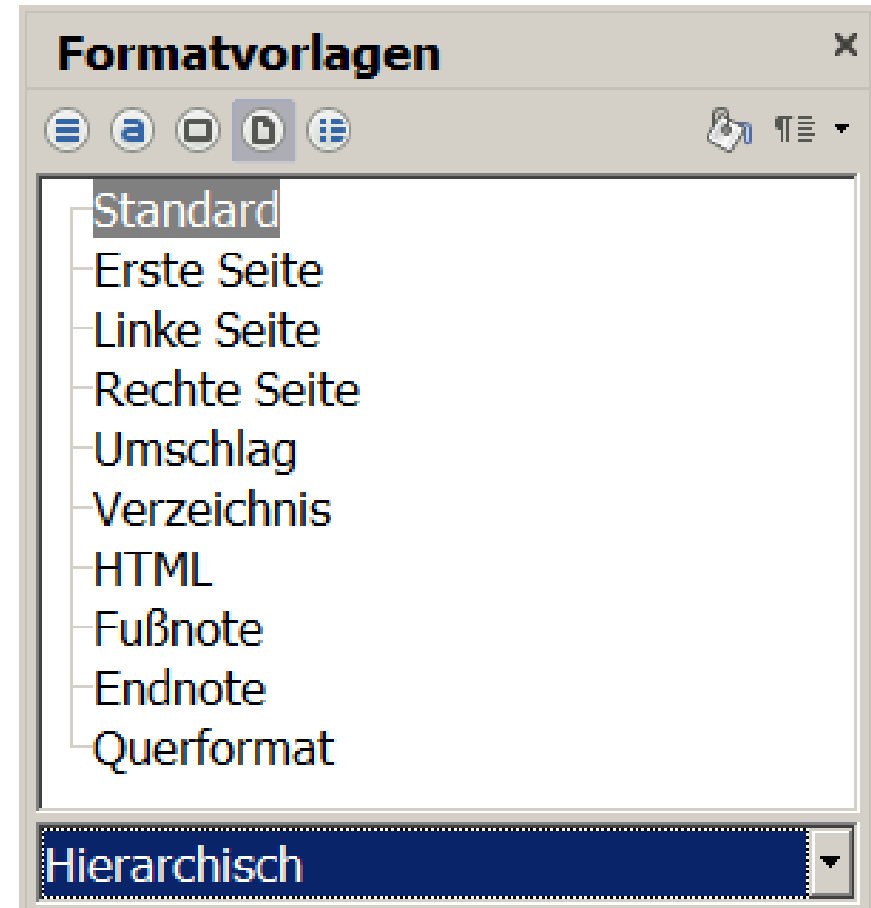 Formatvorlagen
Standard
Erste Seite
Linke Seite
Rechte Seite
Umschlag
Verzeichnis
HTML
Fußnote
Endnote
Querformat
Hierarchisch